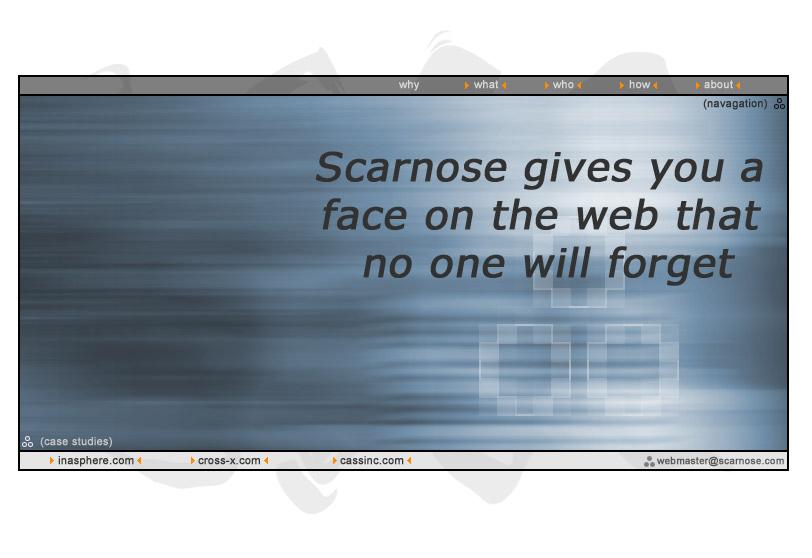 why what who how about
(navagation)
Scarnose gives you a
face on the web that
no one will forget
(case studies)
inasphere.com cross-x.com cassinc.com webmaster@scarnose.com